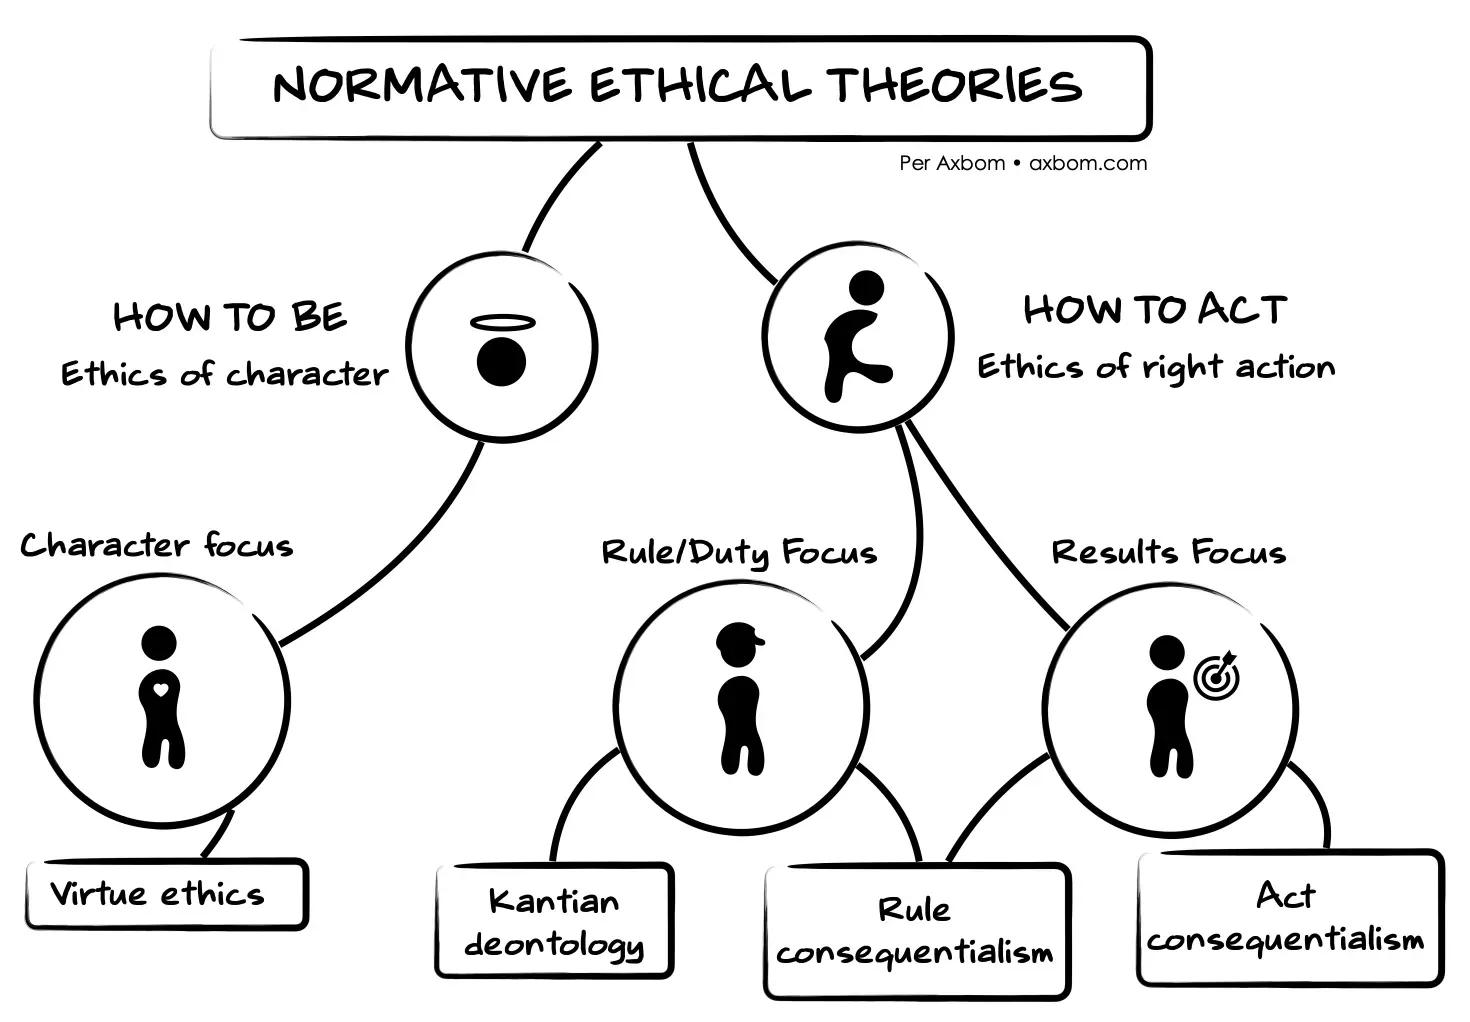 NORMATIVE ETHICAL THEORIES
Per Axbom • axbom.com
HOW TO BE
Ethics of character
HOW TO ACT
Ethics of right action
Character focus
Rule/Duty Focus
Results Focus
Virtue ethics
Kantian
deontology
Rule
consequentialism
Act
consequentialism